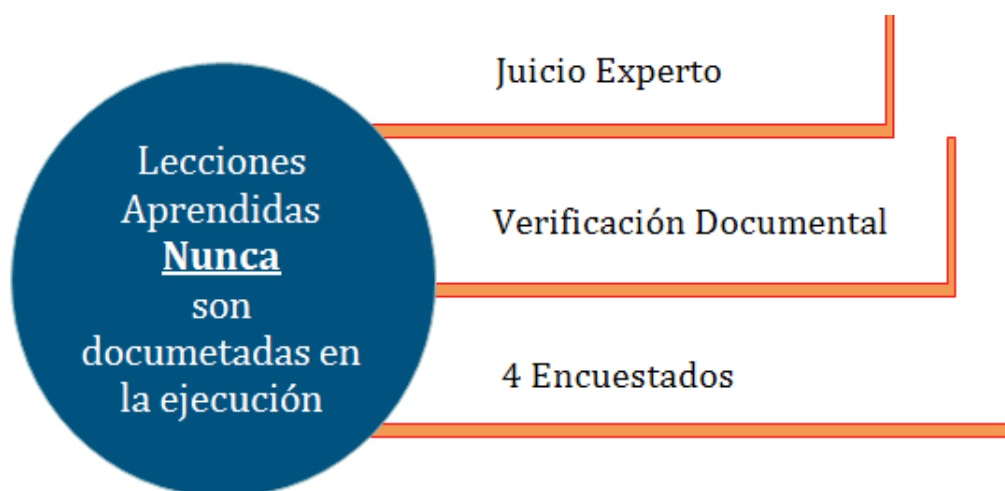 Lecciones
Aprendidas
Nunca
son
documetadas en
la ejecución
Juicio Experto
Verificación Documental
4 Encuestados